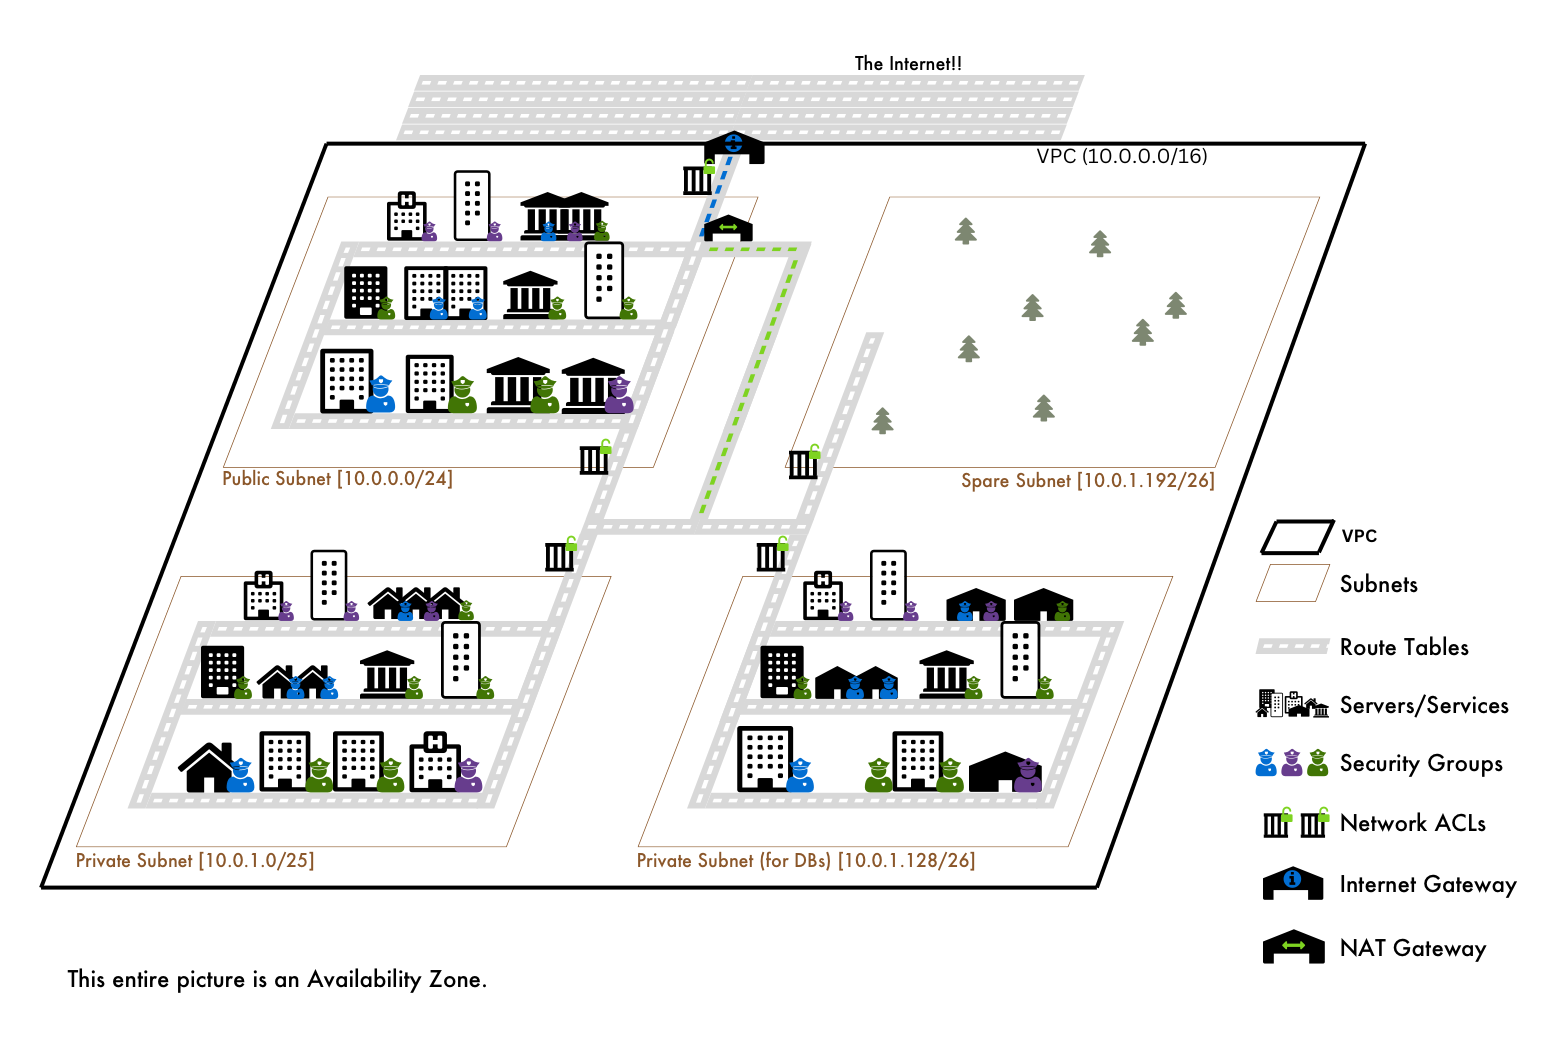 The Internet!!
VPC (10.0.0.0/16)
Public Subnet [10.0.0.0/24]
Spare Subnet [10.0.1.192/26]
Private Subnet [10.0.1.0/25]
Private Subnet (for DBs) [10.0.1.128/26]
VPC
Subnets
Route Tables
Servers/Services
Security Groups
Network ACLs
Internet Gateway
NAT Gateway
This entire picture is an Availability Zone.